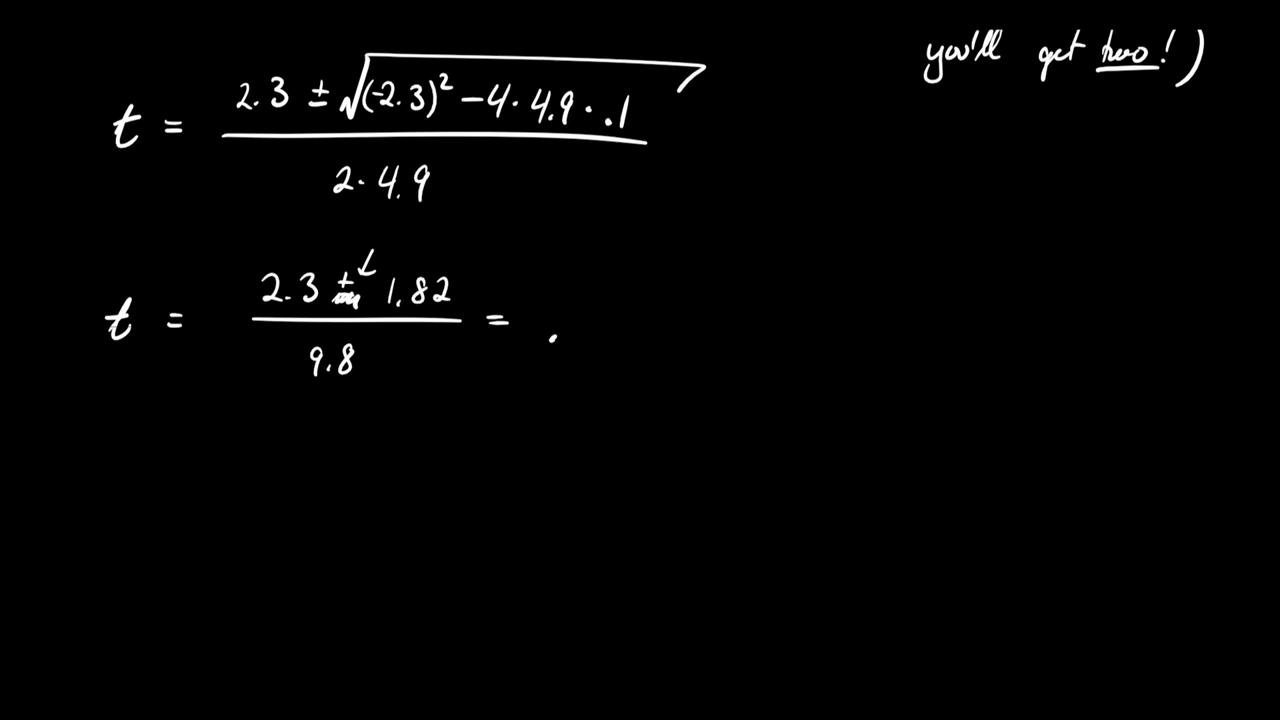 you'll get two!)
t = (2.3 ± √((-2.3)² - 4 · 4.9 · .1)) / (2 · 4.9)
t = (2.3 ± 1.82) / 9.8 = .